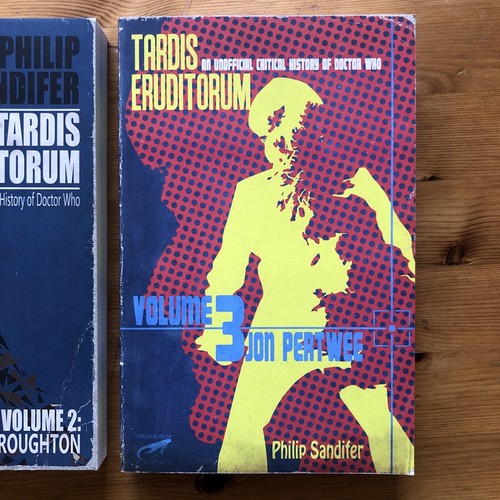 PHILIP
NDIFER
TARDIS
TORUM
History of Doctor Who
VOLUME 2:
ROUGHTON
TARDIS
AN UNOFFICIAL CRITICAL HISTORY OF DOCTOR WHO
ERUDITORUM
VOLUME
3
JON PERTWEE
Philip Sandifer